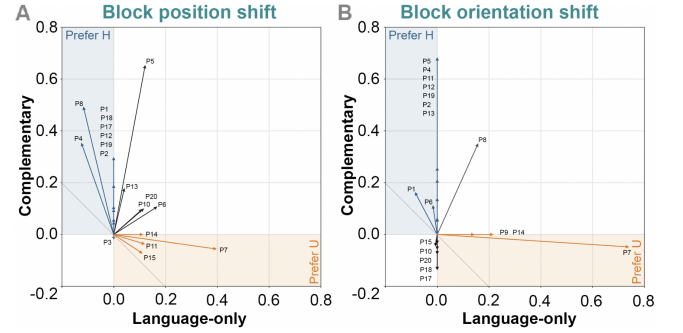 A Block position shift
Prefer H
P5
P8
P1
P18
P17
P12
P19
P2
P4
P13
P20
P10 P6
P3
P14
P11
P15
P7
Prefer U
0.8
0.6
0.4
0.2
0.0
-0.2
0.0 0.2 0.4 0.6 0.8
Complementary
Language-only
B Block orientation shift
Prefer H
P5
P4
P11
P12
P19
P2
P13
P8
P1
P6
P9 P14
P7
P15
P10
P20
P18
P17
Prefer U
0.8
0.6
0.4
0.2
0.0
-0.2
0.0 0.2 0.4 0.6 0.8
Complementary
Language-only